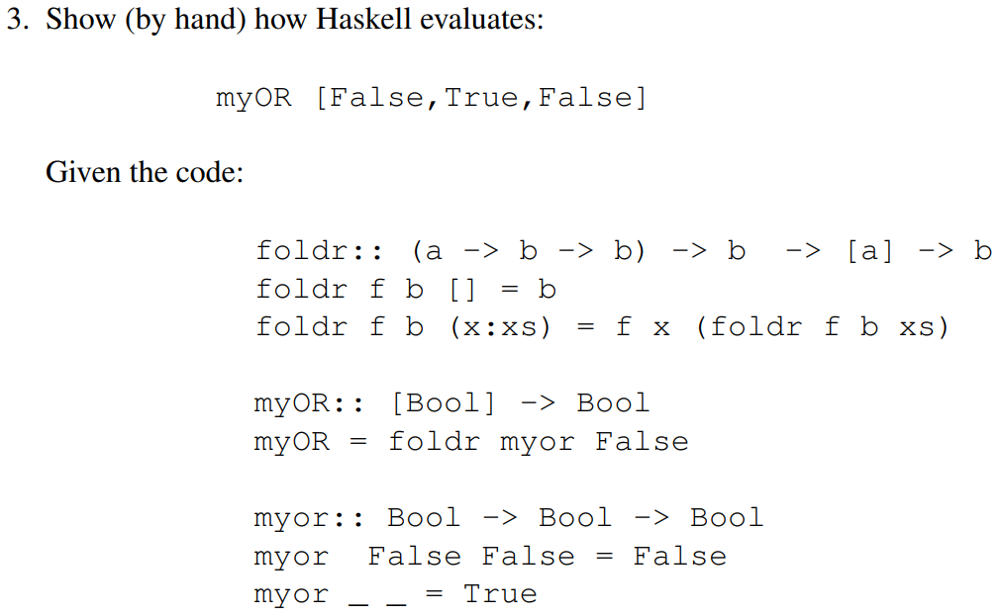 3. Show (by hand) how Haskell evaluates:
myOR [False,True,False]
Given the code:
foldr:: (a -> b -> b) -> b -> [a] -> b
foldr f b [] = b
foldr f b (x:xs) = f x (foldr f b xs)
myOR:: [Bool] -> Bool
myOR = foldr myor False
myor:: Bool -> Bool -> Bool
myor False False = False
myor _ _ = True